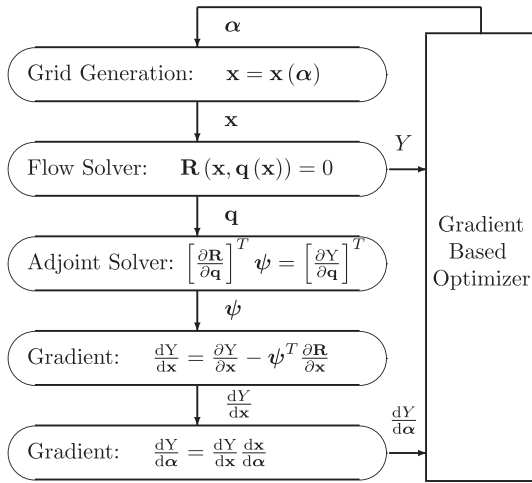 α
Grid Generation: x = x (α)
x
Flow Solver: R (x, q (x)) = 0
Y
q
Adjoint Solver: [∂R/∂q]^T ψ = [∂Y/∂q]^T
Gradient
Based
Optimizer
ψ
Gradient: dY/dx = ∂Y/∂x − ψ^T ∂R/∂x
dY/dx
dY/dα
Gradient: dY/dα = dY/dx dx/dα